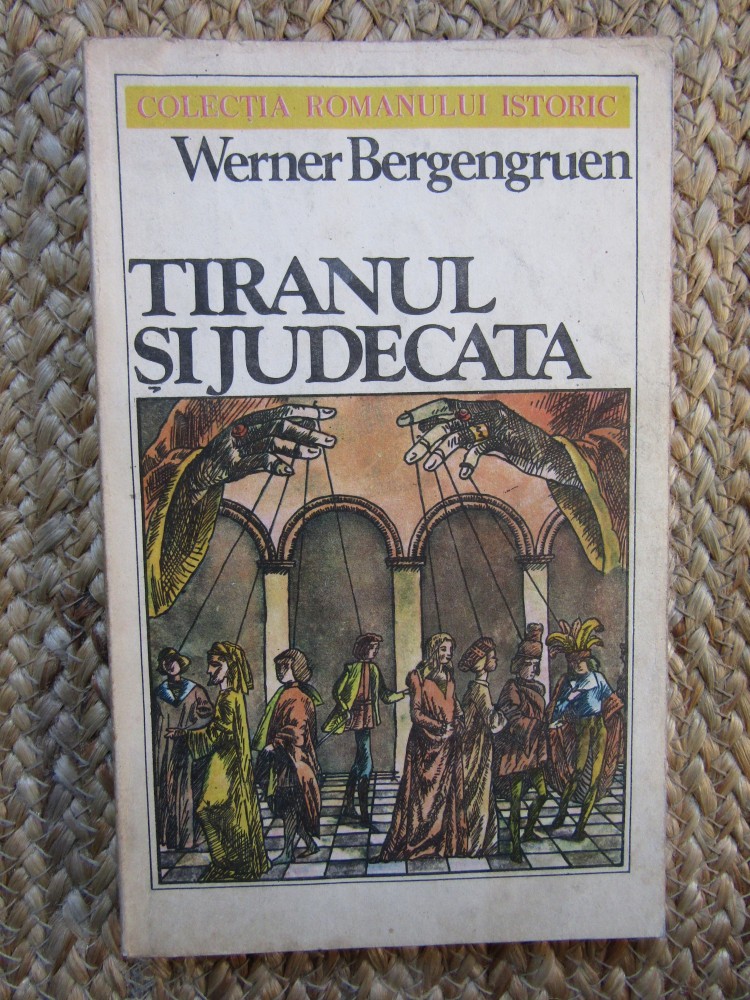 COLECȚIA ROMANULUI ISTORIC
Werner Bergengruen
TIRANUL
ȘI JUDECATA